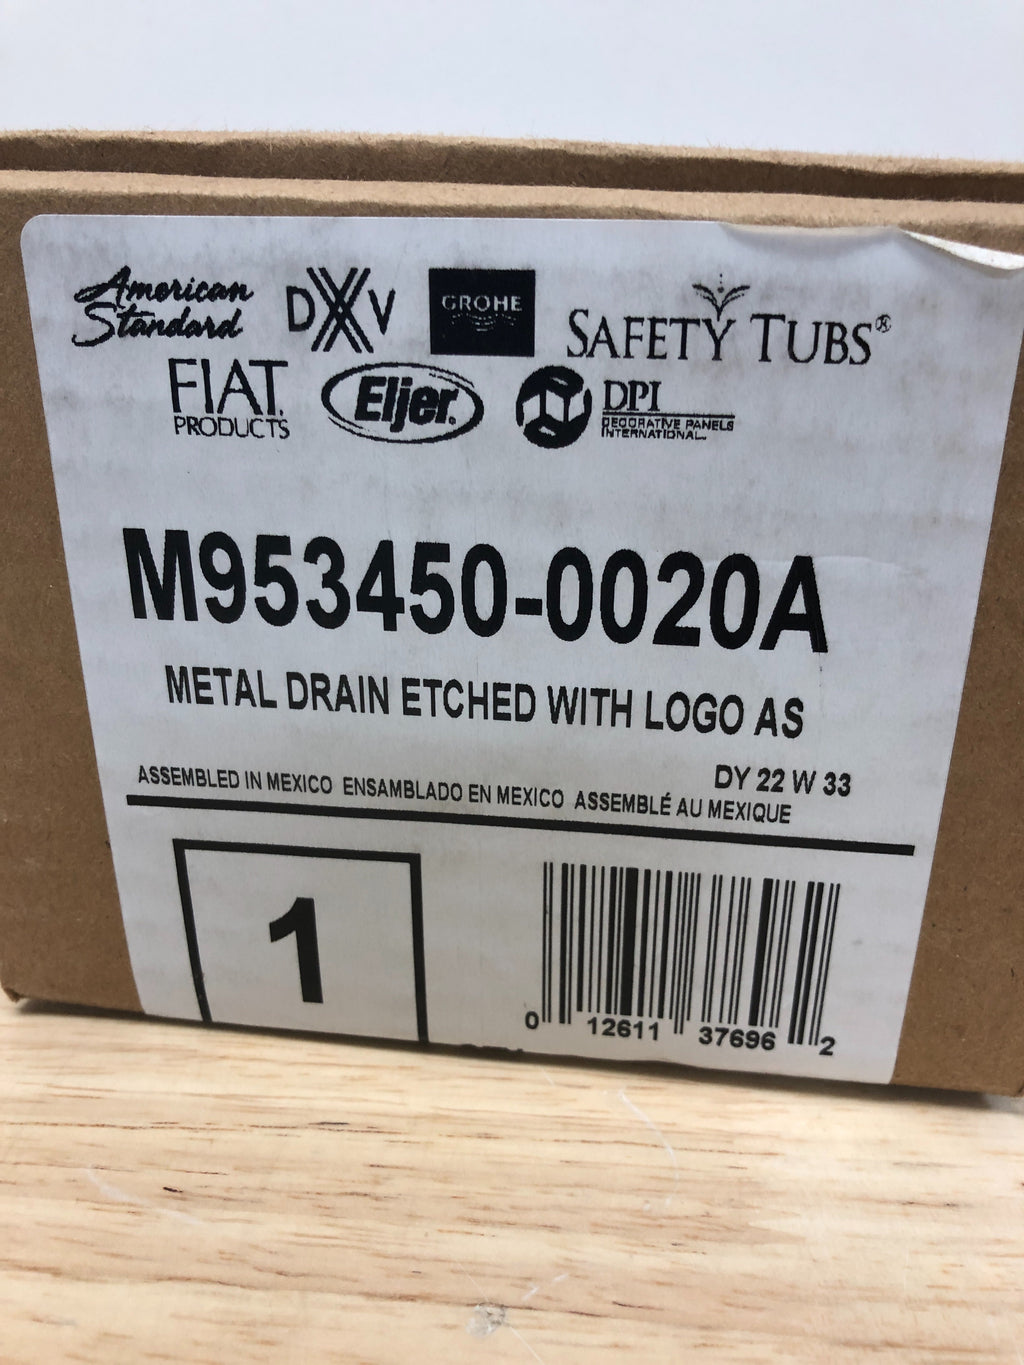 American Standard
DXV
GROHE
SAFETY TUBS®
FIAT.
PRODUCTS
Eljer.
DPI
DECORATIVE PANELS
INTERNATIONAL
M953450-0020A
METAL DRAIN ETCHED WITH LOGO AS
DY 22 W 33
ASSEMBLED IN MEXICO ENSAMBLADO EN MEXICO ASSEMBLÉ AU MEXIQUE
1
0 12611 37696 2